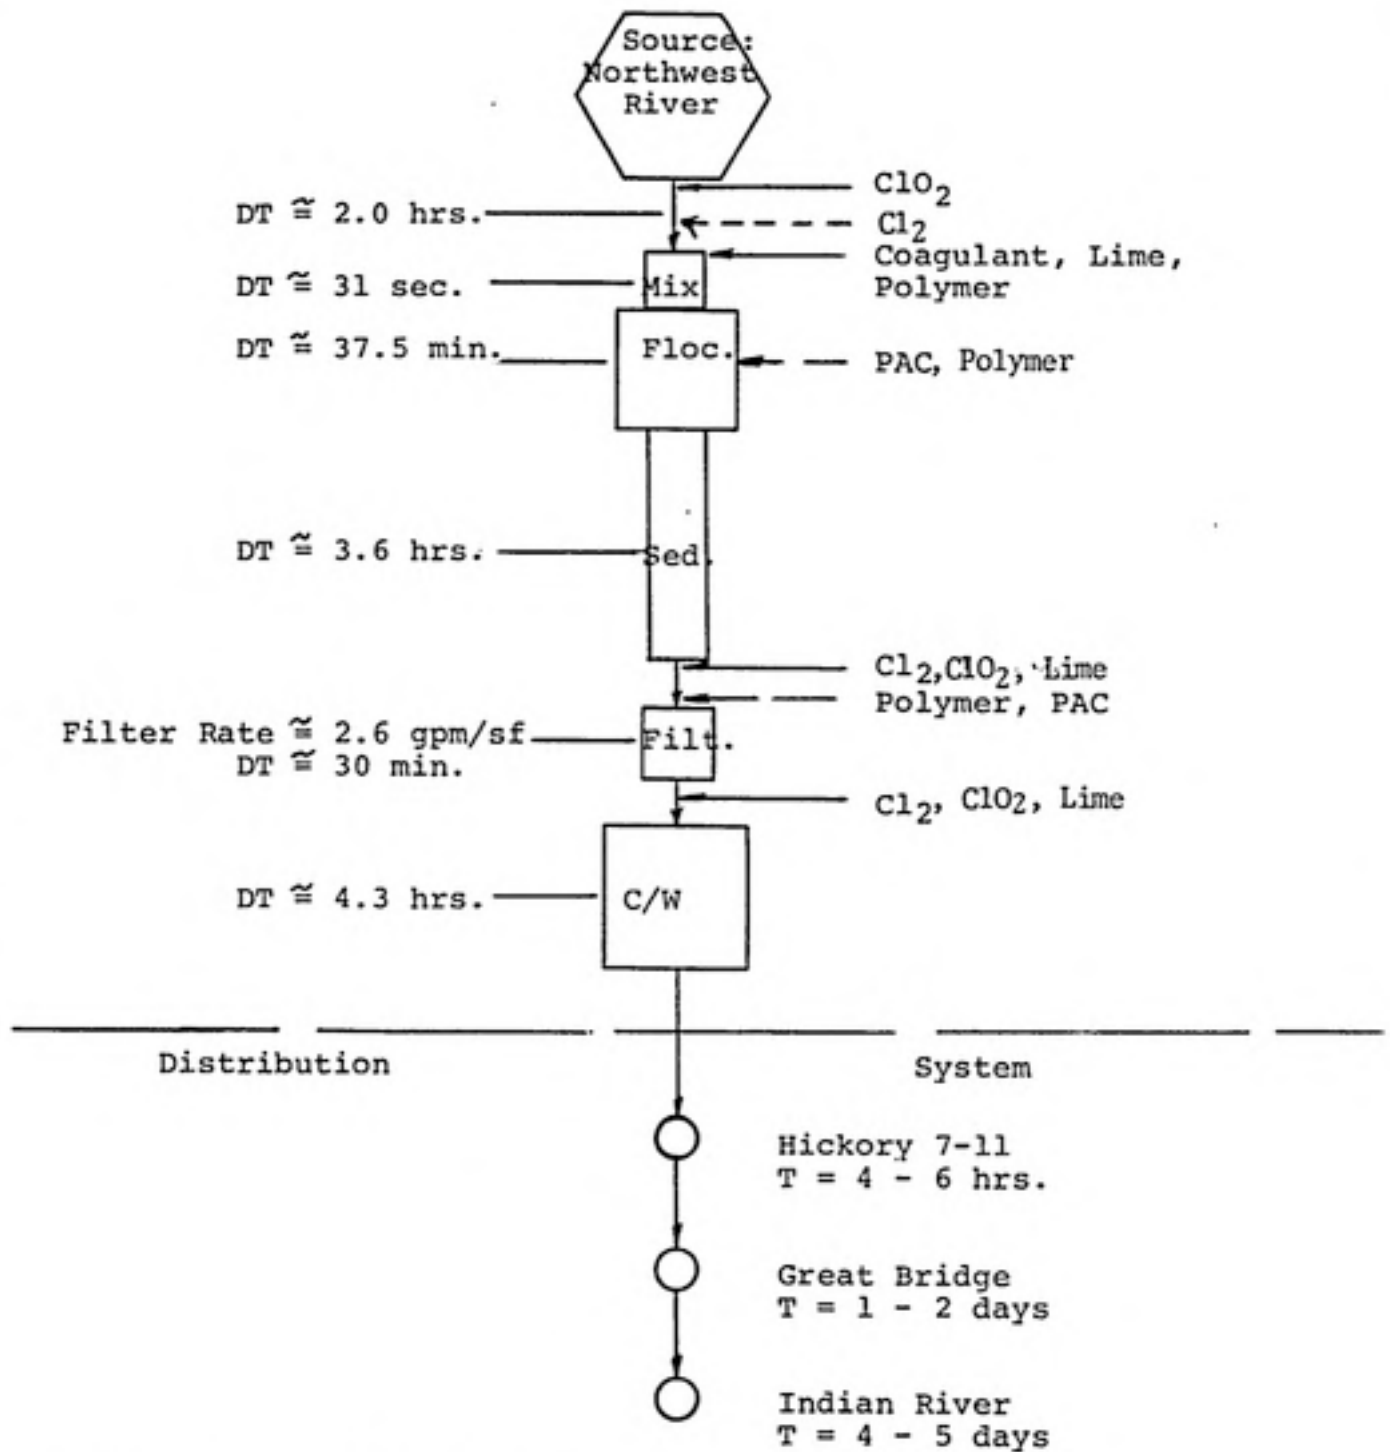 Source:
Northwest
River
ClO2
DT ≅ 2.0 hrs.
Cl2
Coagulant, Lime,
Polymer
DT ≅ 31 sec.
Mix
DT ≅ 37.5 min.
Floc.
PAC, Polymer
DT ≅ 3.6 hrs.
Sed.
Cl2, ClO2, Lime
Polymer, PAC
Filter Rate ≅ 2.6 gpm/sf
DT ≅ 30 min.
Filt.
Cl2, ClO2, Lime
DT ≅ 4.3 hrs.
C/W
Distribution System
Hickory 7-11
T = 4 - 6 hrs.
Great Bridge
T = 1 - 2 days
Indian River
T = 4 - 5 days